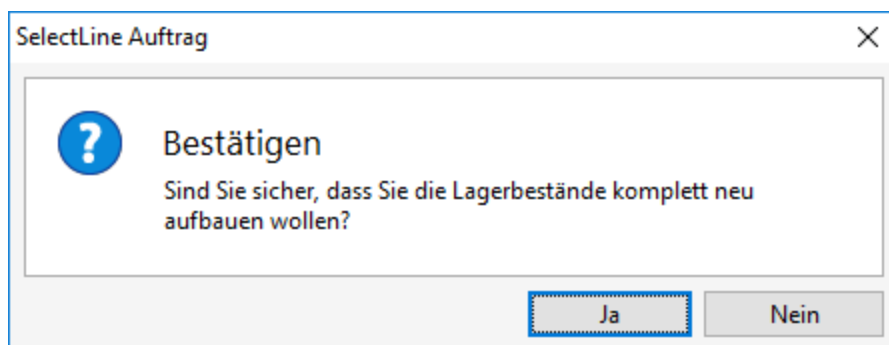 SelectLine Auftrag
Bestätigen
Sind Sie sicher, dass Sie die Lagerbestände komplett neu
aufbauen wollen?
Ja
Nein